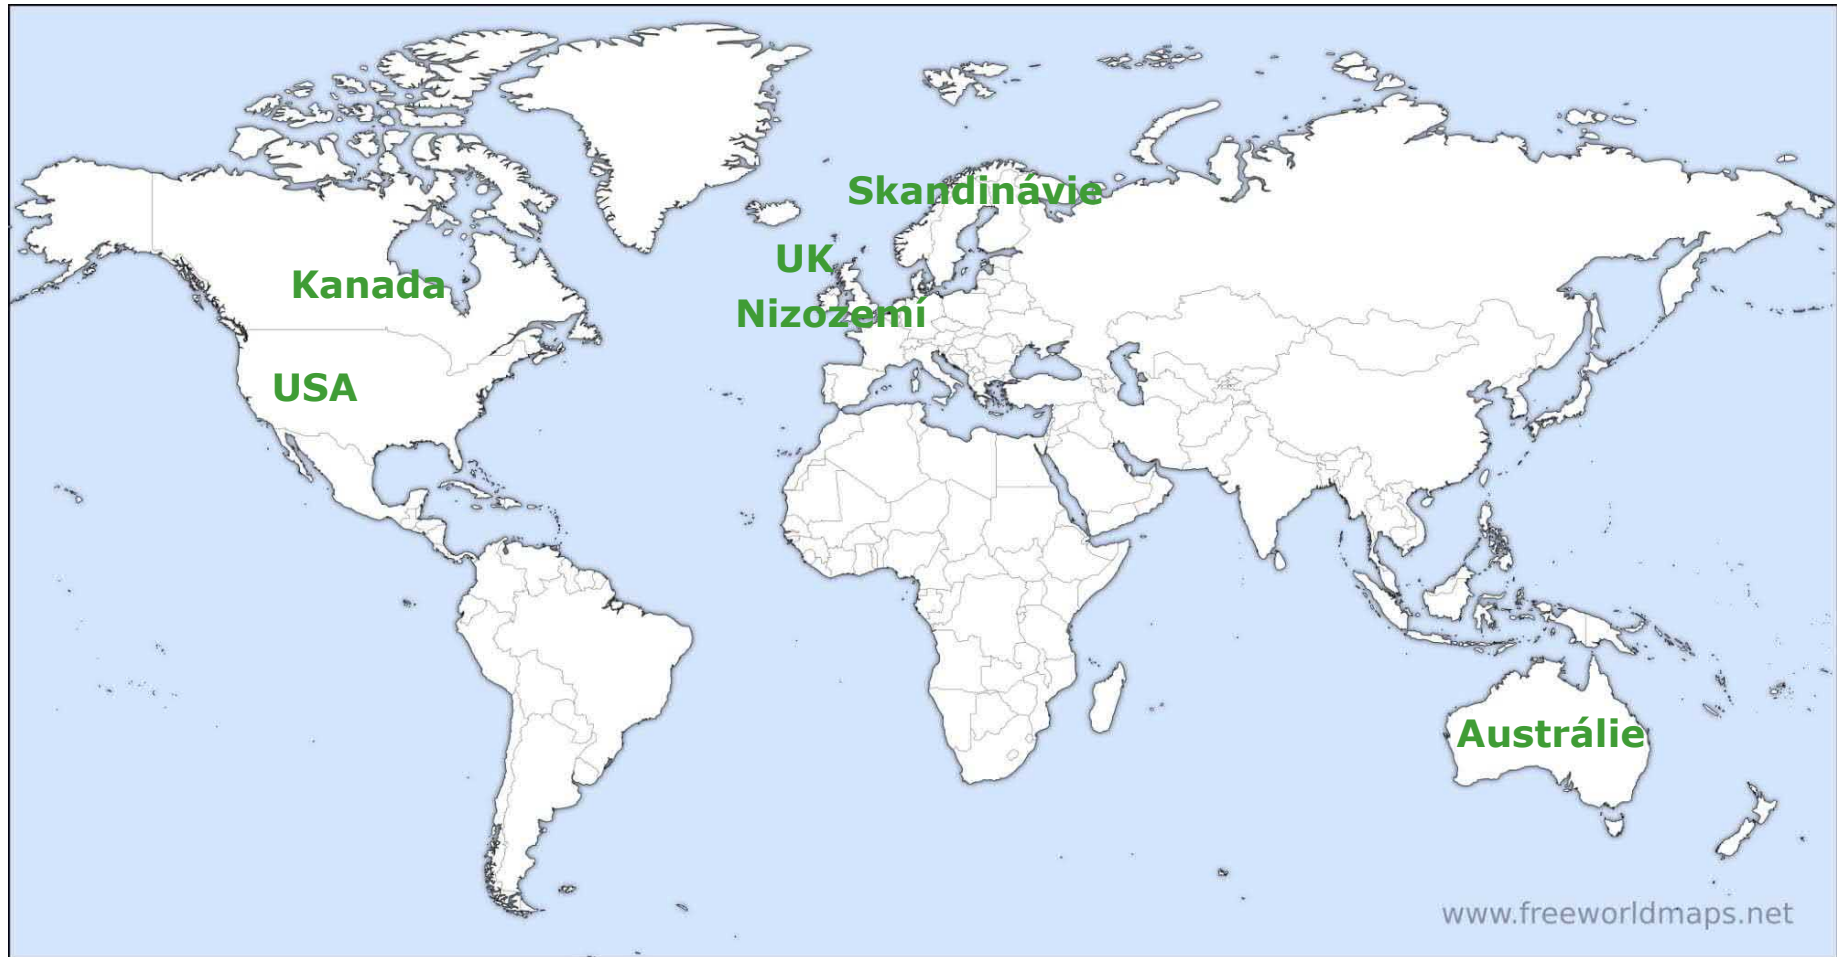 Skandinávie
UK
Kanada
Nizozemí
USA
Austrálie
www.freeworldmaps.net